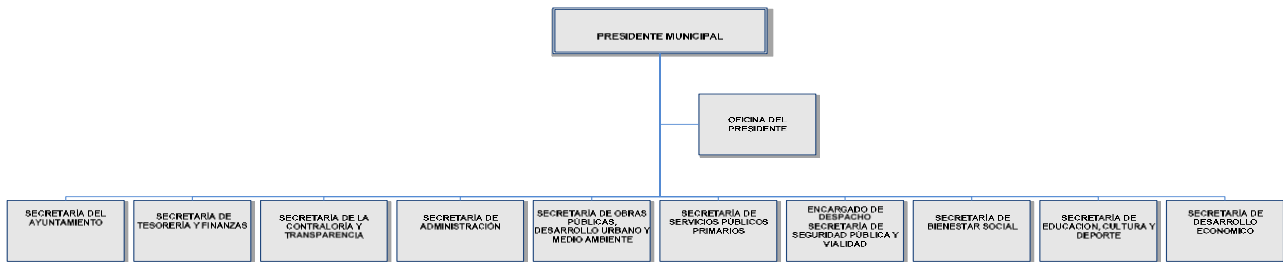 PRESIDENTE MUNICIPAL
OFICINA DEL
PRESIDENTE
SECRETARÍA DEL
AYUNTAMIENTO
SECRETARÍA DE
TESORERÍA Y FINANZAS
SECRETARÍA DE LA
CONTRALORÍA Y
TRANSPARENCIA
SECRETARÍA DE
ADMINISTRACIÓN
SECRETARÍA DE OBRAS
PÚBLICAS,
DESARROLLO URBANO Y
MEDIO AMBIENTE
SECRETARÍA DE
SERVICIOS PÚBLICOS
PRIMARIOS
ENCARGADO DE
DESPACHO
SECRETARÍA DE
SEGURIDAD PÚBLICA Y
VIALIDAD
SECRETARÍA DE
BIENESTAR SOCIAL
SECRETARÍA DE
EDUCACION, CULTURA Y
DEPORTE
SECRETARÍA DE
DESARROLLO
ECONOMICO